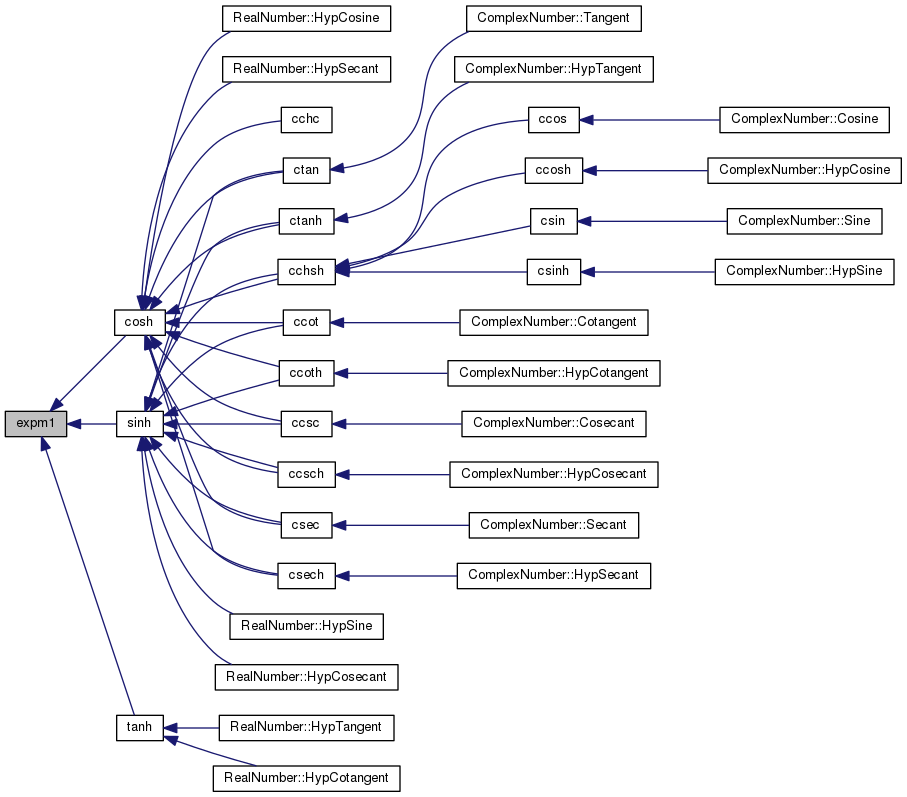 RealNumber::HypCosine
ComplexNumber::Tangent
RealNumber::HypSecant
ComplexNumber::HypTangent
cchc
ccos
ComplexNumber::Cosine
ctan
ccosh
ComplexNumber::HypCosine
ctanh
csin
ComplexNumber::Sine
cchsh
csinh
ComplexNumber::HypSine
cosh
ccot
ComplexNumber::Cotangent
ccoth
ComplexNumber::HypCotangent
expm1
sinh
ccsc
ComplexNumber::Cosecant
ccsch
ComplexNumber::HypCosecant
csec
ComplexNumber::Secant
csech
ComplexNumber::HypSecant
RealNumber::HypSine
RealNumber::HypCosecant
tanh
RealNumber::HypTangent
RealNumber::HypCotangent